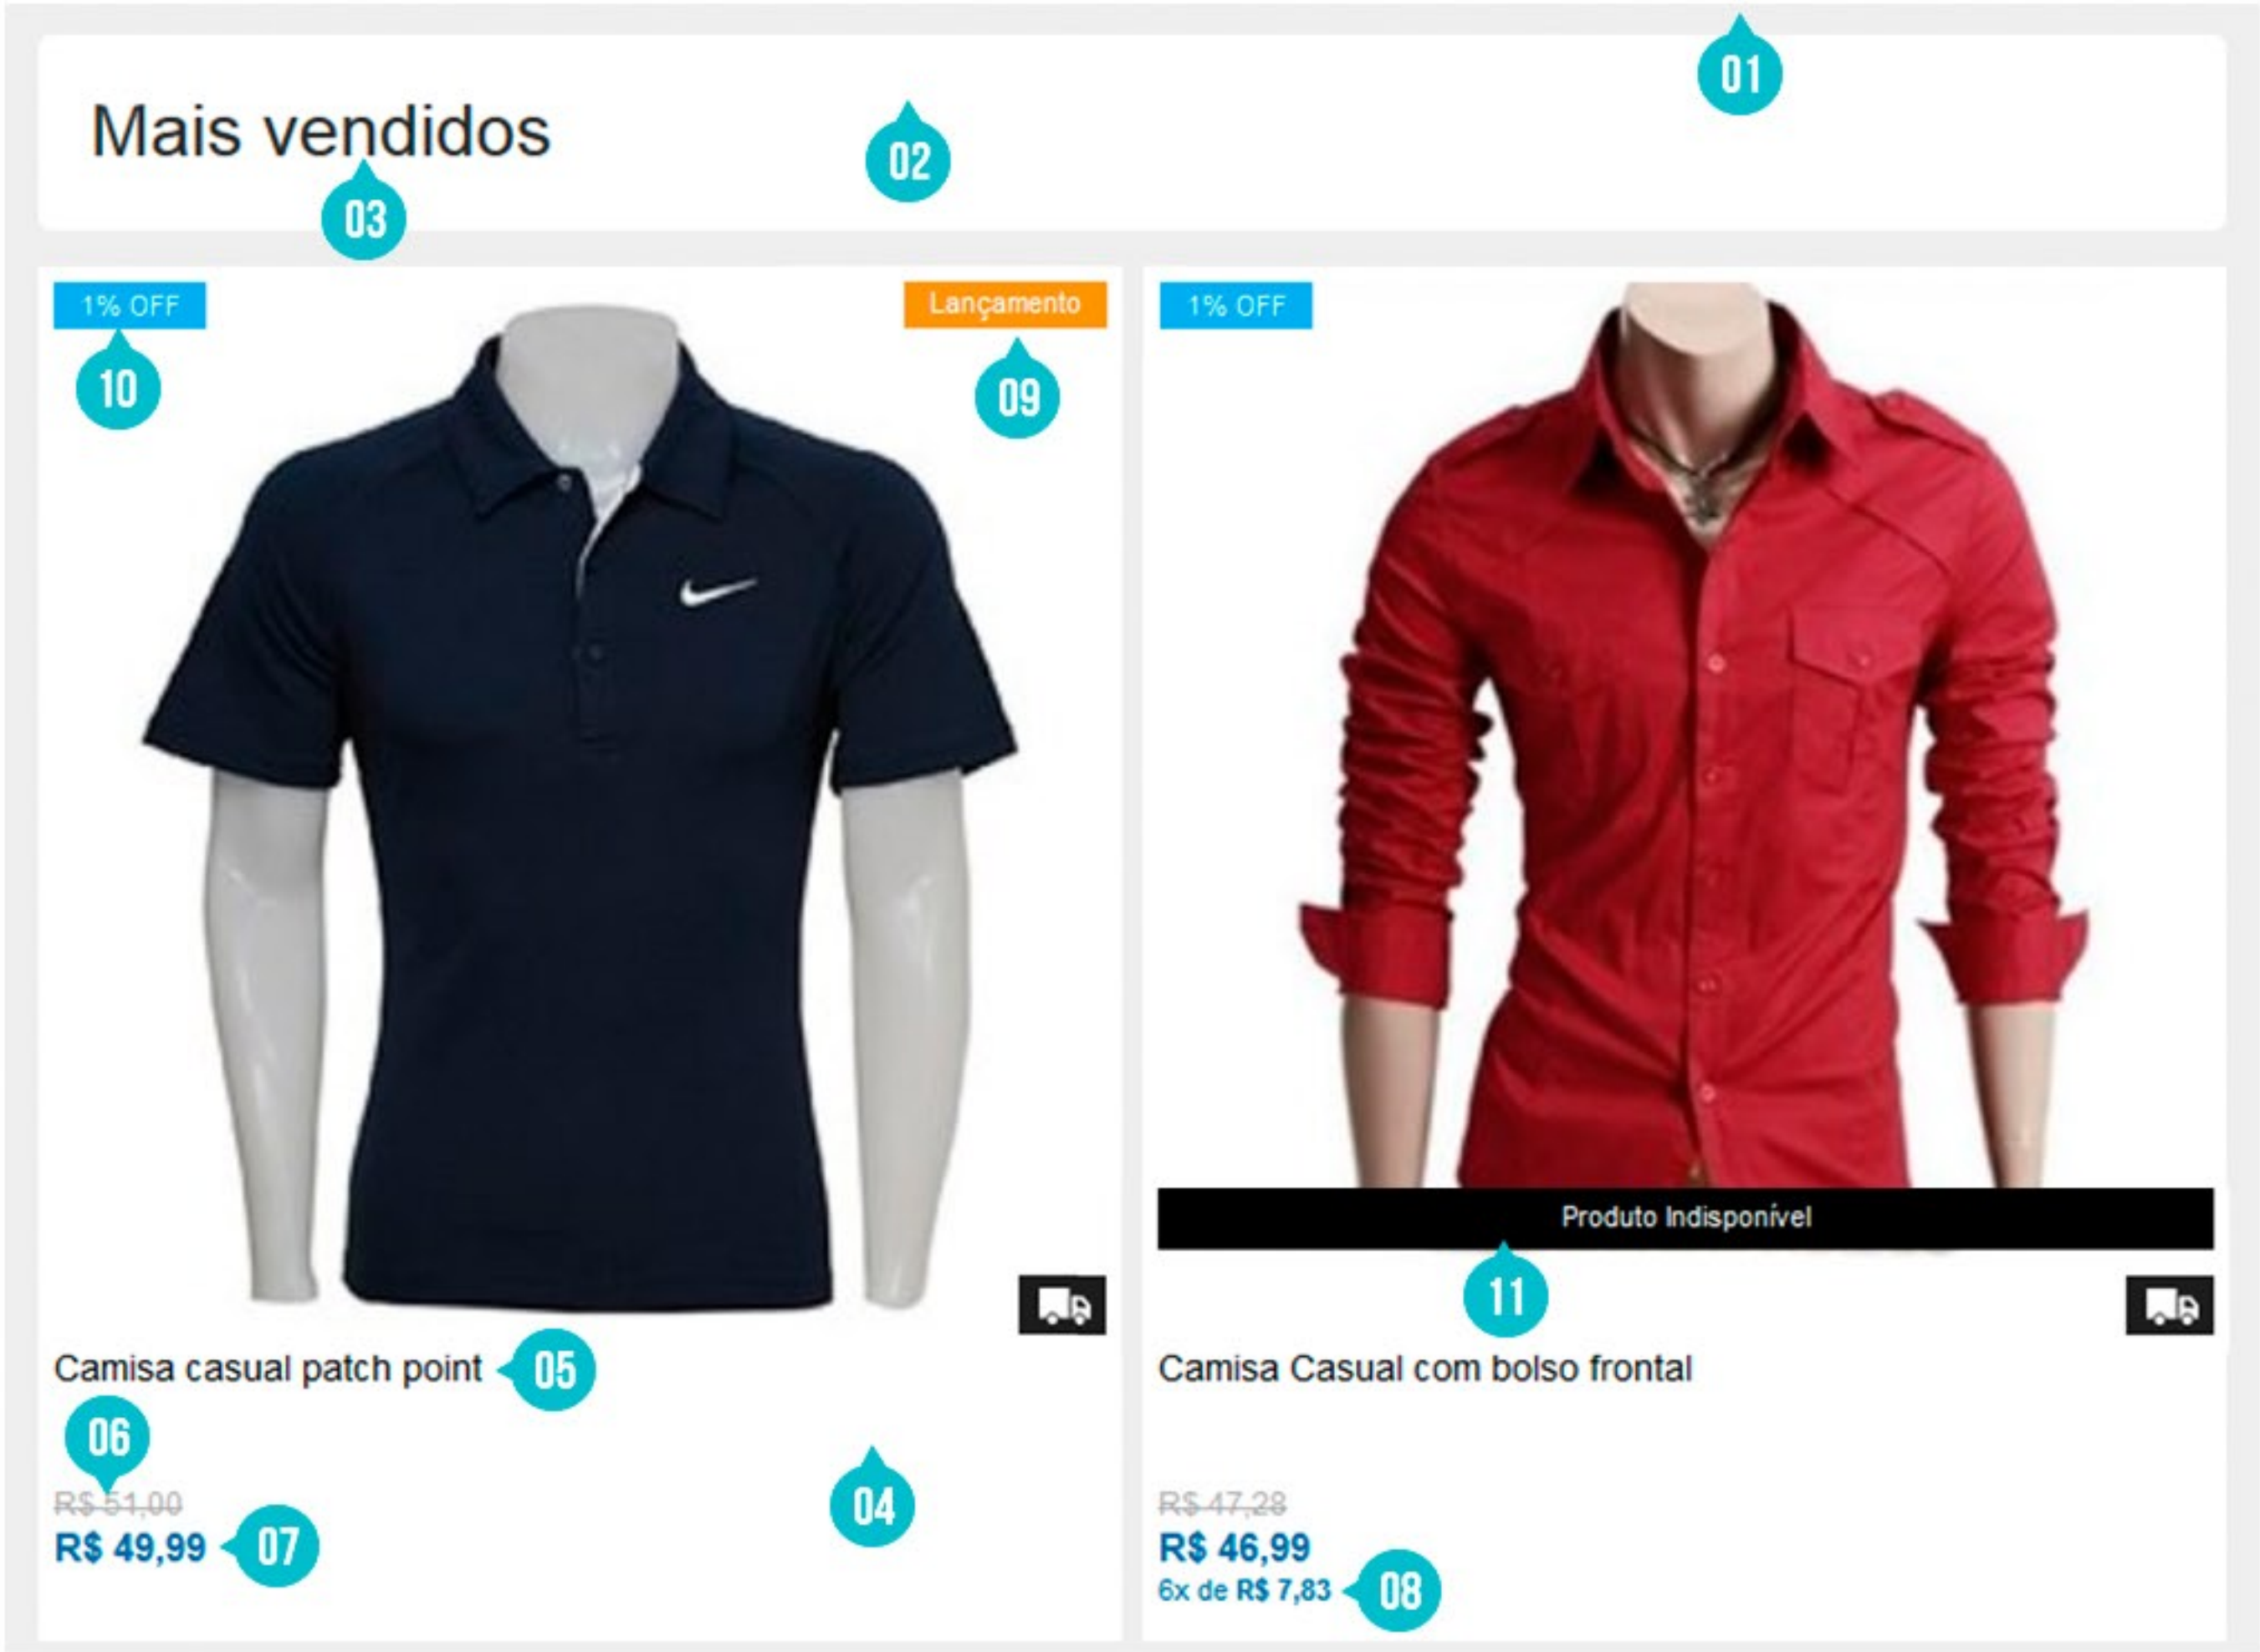 01
Mais vendidos
02
03
1% OFF
Lançamento
1% OFF
10
09
Produto Indisponível
11
Camisa casual patch point
05
Camisa Casual com bolso frontal
06
04
R$ 51,00
R$ 49,99
07
R$ 47,28
R$ 46,99
6x de R$ 7,83
08